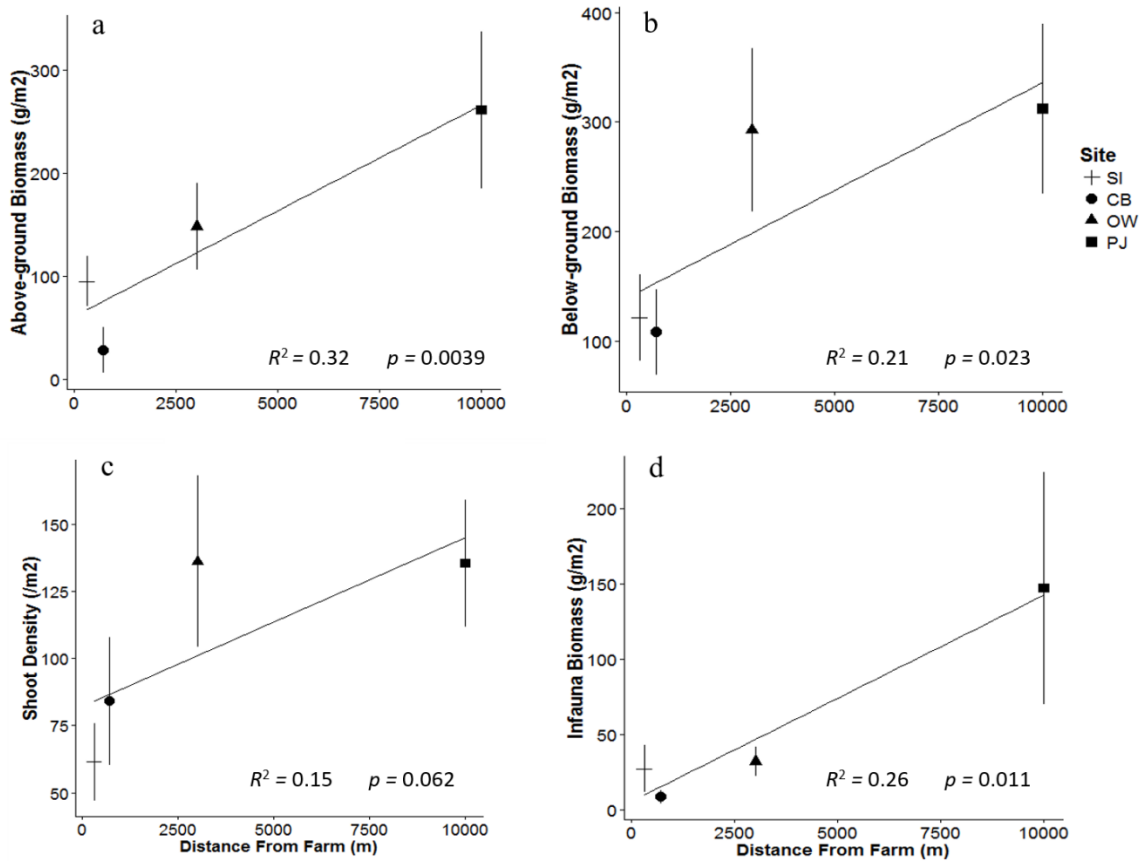 a
Above-ground Biomass (g/m2)
300
200
100
0
R² = 0.32 p = 0.0039
0 2500 5000 7500 10000
b
Below-ground Biomass (g/m2)
400
300
200
100
R² = 0.21 p = 0.023
0 2500 5000 7500 10000
Site
SI
CB
OW
PJ
c
Shoot Density (/m2)
150
125
100
75
50
R² = 0.15 p = 0.062
0 2500 5000 7500 10000
Distance From Farm (m)
d
Infauna Biomass (g/m2)
200
150
100
50
0
R² = 0.26 p = 0.011
0 2500 5000 7500 10000
Distance From Farm (m)